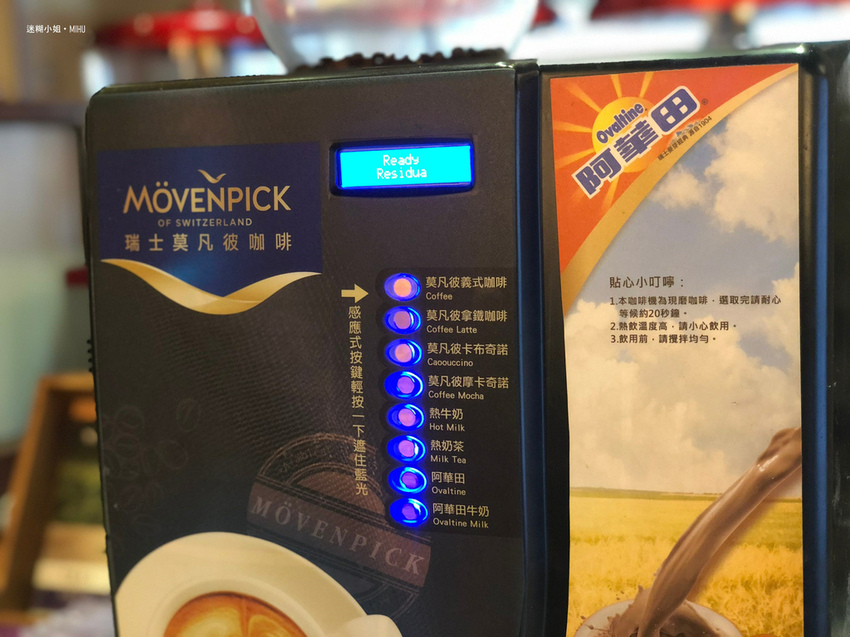 迷糊小姐・MIHU
MÖVENPICK
OF SWITZERLAND
瑞士莫凡彼咖啡
Ready
Residua
感應式按鍵輕按一下遮住藍光
莫凡彼義式咖啡
Coffee
莫凡彼拿鐵咖啡
Coffee Latte
莫凡彼卡布奇諾
Caoouccino
莫凡彼摩卡奇諾
Coffee Mocha
熱牛奶
Hot Milk
熱奶茶
Milk Tea
阿華田
Ovaltine
阿華田牛奶
Ovaltine Milk
MÖVENPICK
Ovaltine®
阿華田
源自1904
貼心小叮嚀：
1.本咖啡機為現磨咖啡，選取完請耐心
等候約20秒鐘。
2.熱飲溫度高，請小心飲用。
3.飲用前，請攪拌均勻。